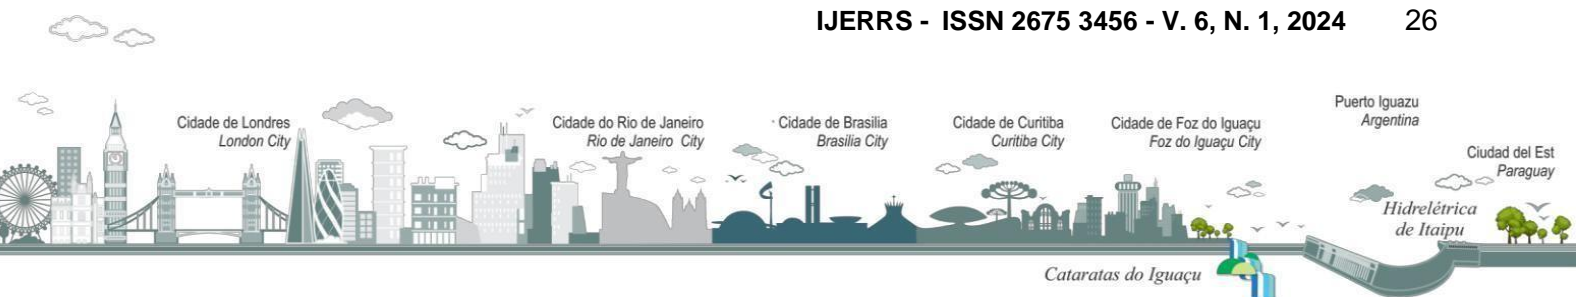 IJERRS - ISSN 2675 3456 - V. 6, N. 1, 2024 26
Cidade de Londres
London City
Cidade do Rio de Janeiro
Rio de Janeiro City
Cidade de Brasilia
Brasilia City
Cidade de Curitiba
Curitiba City
Cidade de Foz do Iguaçu
Foz do Iguaçu City
Puerto Iguazu
Argentina
Ciudad del Est
Paraguay
Hidrelétrica
de Itaipu
Cataratas do Iguaçu